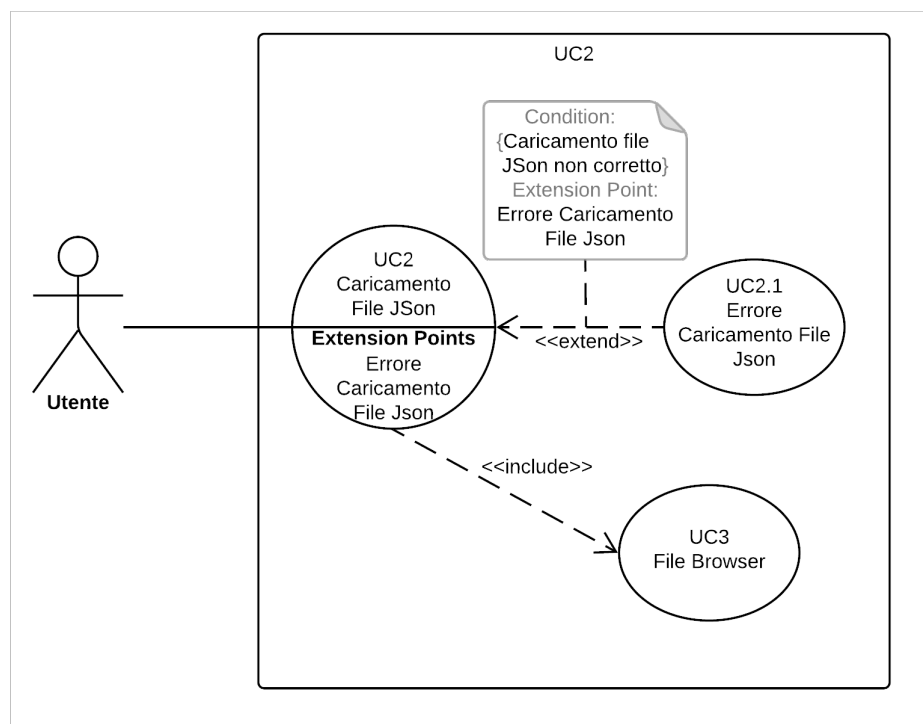 UC2
Condition:
{Caricamento file
JSon non corretto}
Extension Point:
Errore Caricamento
File Json
UC2
Caricamento
File JSon
Extension Points
Errore
Caricamento
File Json
UC2.1
Errore
Caricamento File
Json
<<extend>>
Utente
<<include>>
UC3
File Browser